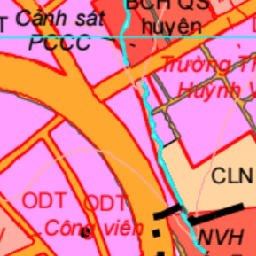 BCH QS
huyện
T Cảnh sát
PCCC
Trường T
Huỳnh V
CLN
ODT ODT
Công viên
NVH